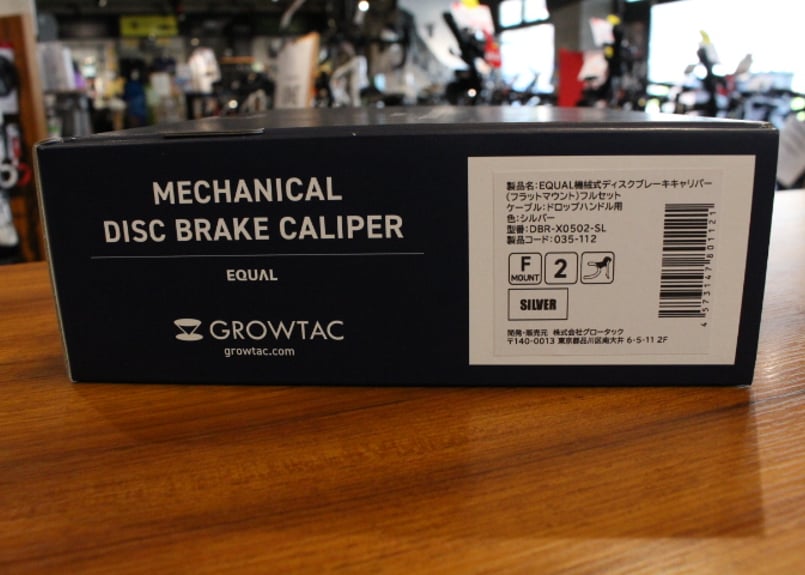 MECHANICAL
DISC BRAKE CALIPER
EQUAL
GROWTAC
growtac.com
製品名:EQUAL機械式ディスクブレーキキャリパー
(フラットマウント)フルセット
ケーブル:ドロップハンドル用
色:シルバー
型番:DBR-X0502-SL
製品コード:035-112
F
MOUNT
2
SILVER
開発・販売元 株式会社グロータック
〒140-0013 東京都品川区南大井 6-5-11 2F
4573147801121